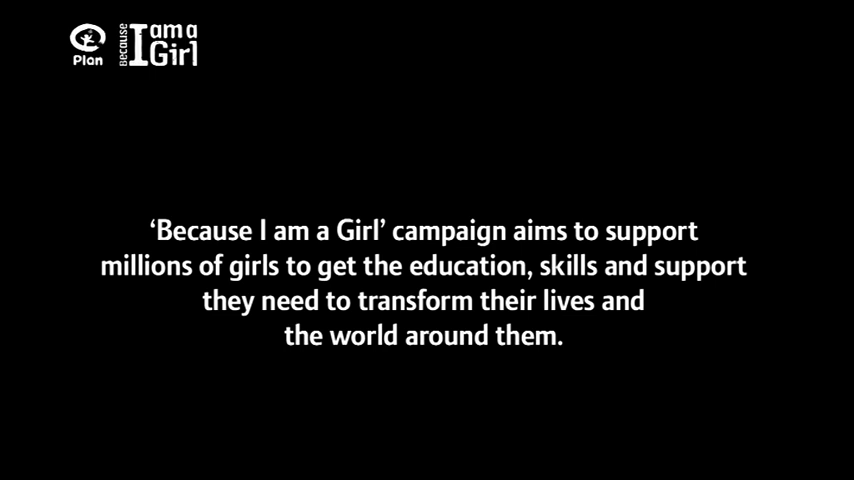 Plan
Because I am a Girl
‘Because I am a Girl’ campaign aims to support
millions of girls to get the education, skills and support
they need to transform their lives and
the world around them.